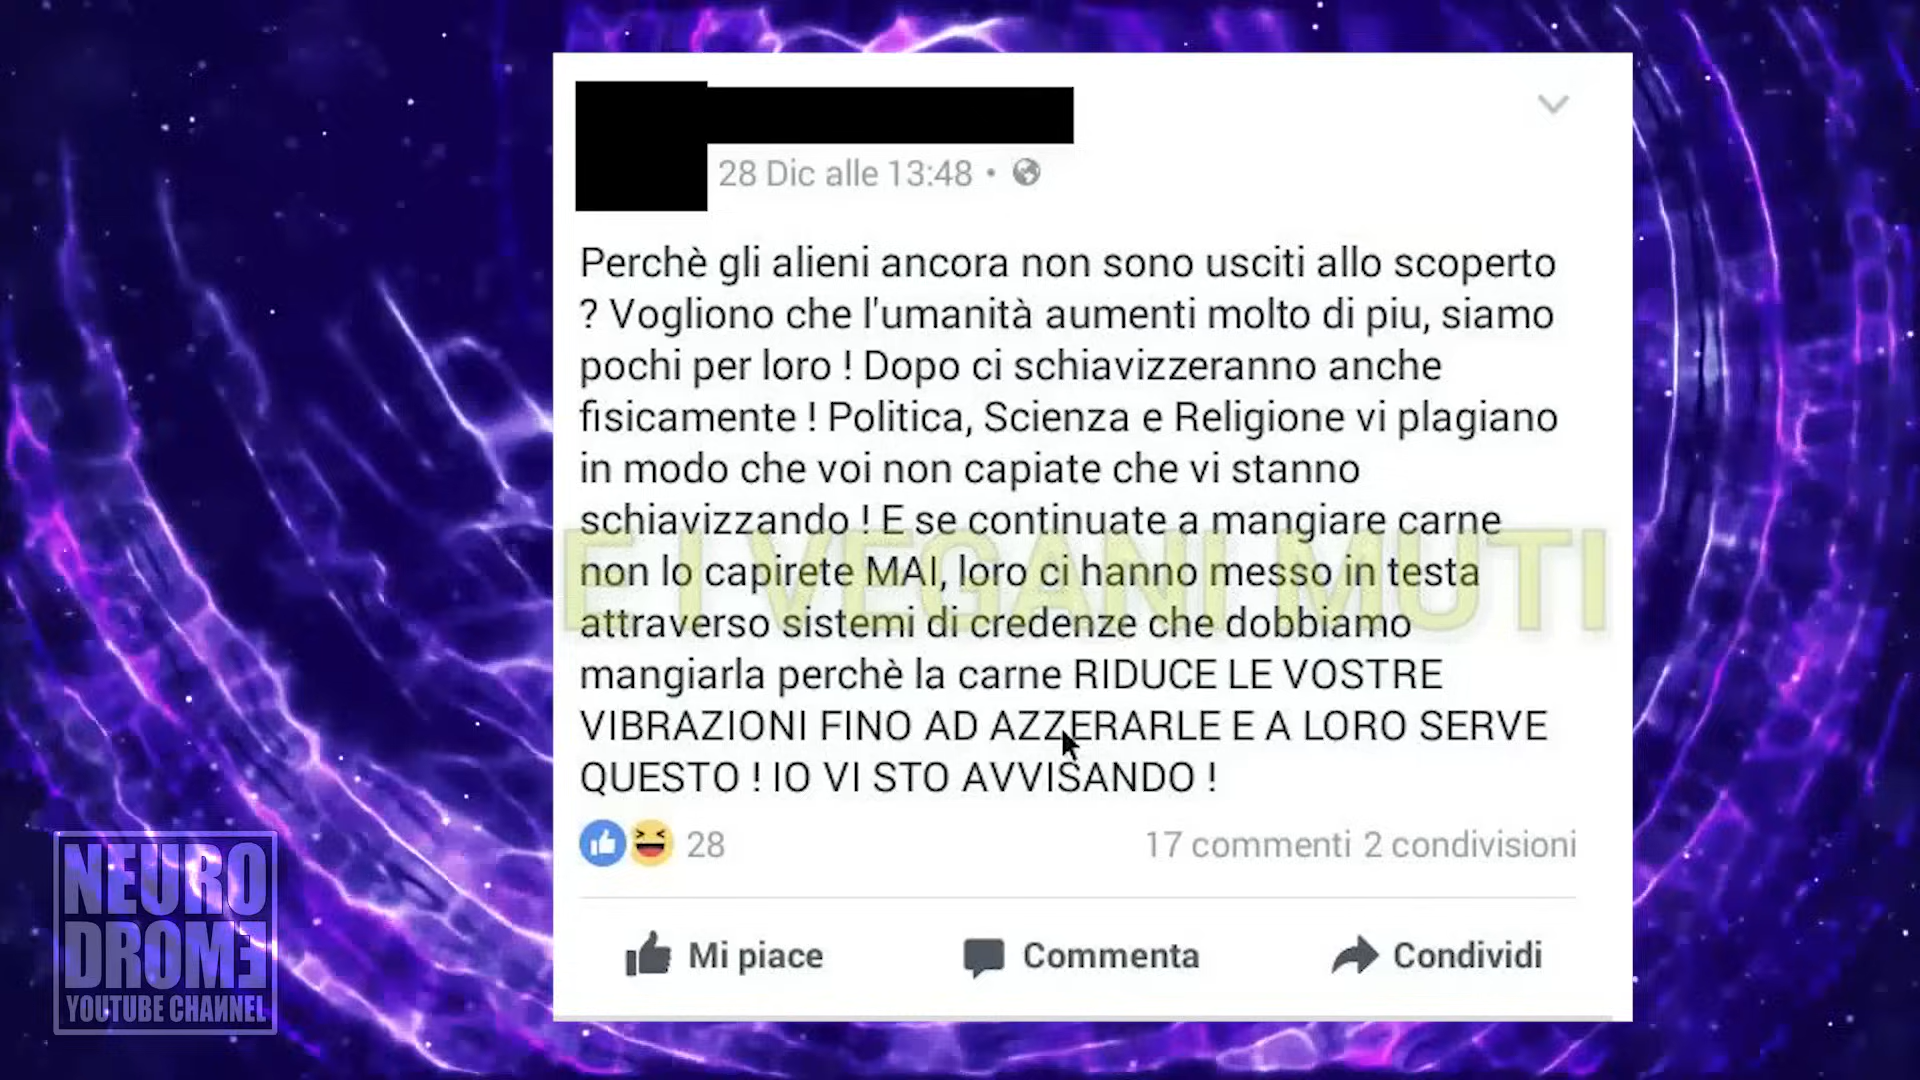 28 Dic alle 13:48
Perchè gli alieni ancora non sono usciti allo scoperto
? Vogliono che l'umanità aumenti molto di piu, siamo
pochi per loro ! Dopo ci schiavizzeranno anche
fisicamente ! Politica, Scienza e Religione vi plagiano
in modo che voi non capiate che vi stanno
schiavizzando ! E se continuate a mangiare carne
non lo capirete MAI, loro ci hanno messo in testa
attraverso sistemi di credenze che dobbiamo
mangiarla perchè la carne RIDUCE LE VOSTRE
VIBRAZIONI FINO AD AZZERARLE E A LORO SERVE
QUESTO ! IO VI STO AVVISANDO !
E I VEGANI MUTI
28
17 commenti 2 condivisioni
Mi piace
Commenta
Condividi
NEURO
DROME
YOUTUBE CHANNEL